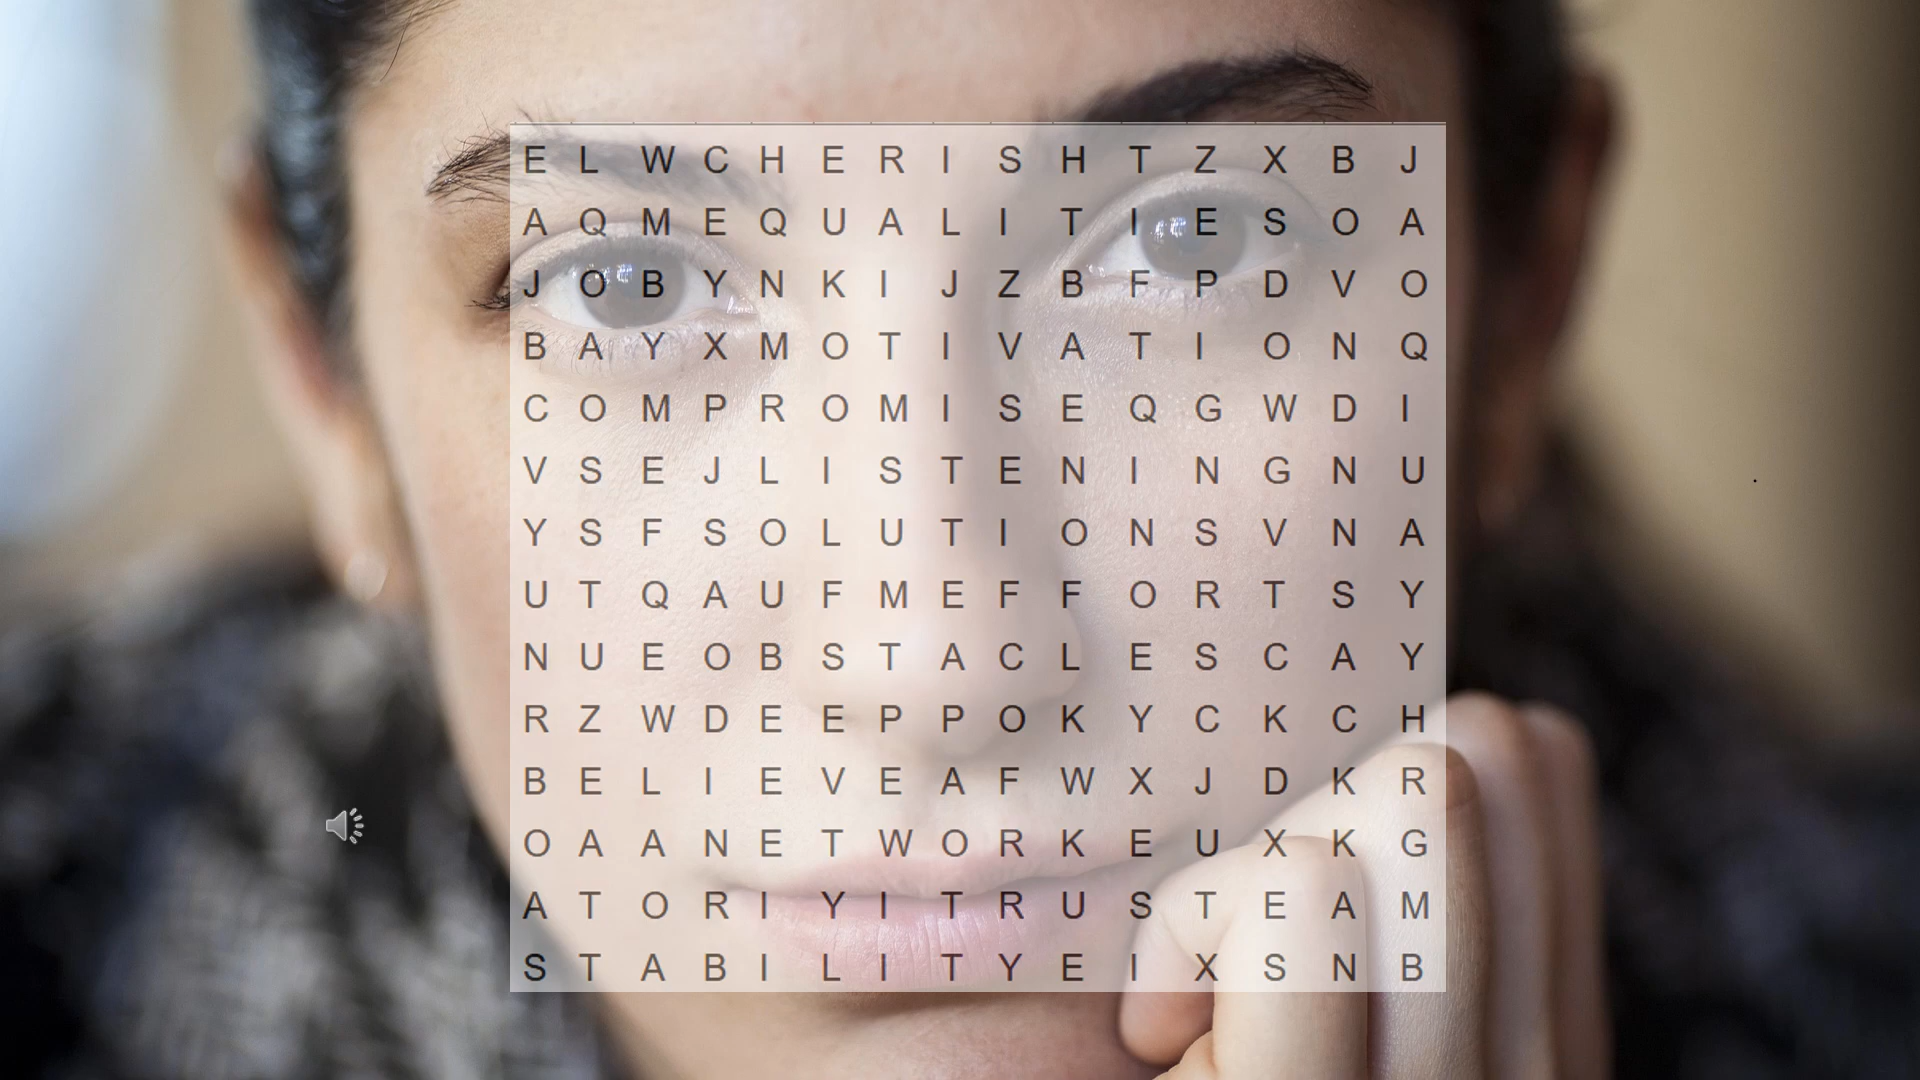 E L W C H E R I S H T Z X B J
A Q M E Q U A L I T I E S O A
J O B Y N K I J Z B F P D V O
B A Y X M O T I V A T I O N Q
C O M P R O M I S E Q G W D I
V S E J L I S T E N I N G N U
Y S F S O L U T I O N S V N A
U T Q A U F M E F F O R T S Y
N U E O B S T A C L E S C A Y
R Z W D E E P P O K Y C K C H
B E L I E V E A F W X J D K R
O A A N E T W O R K E U X K G
A T O R I Y I T R U S T E A M
S T A B I L I T Y E I X S N B